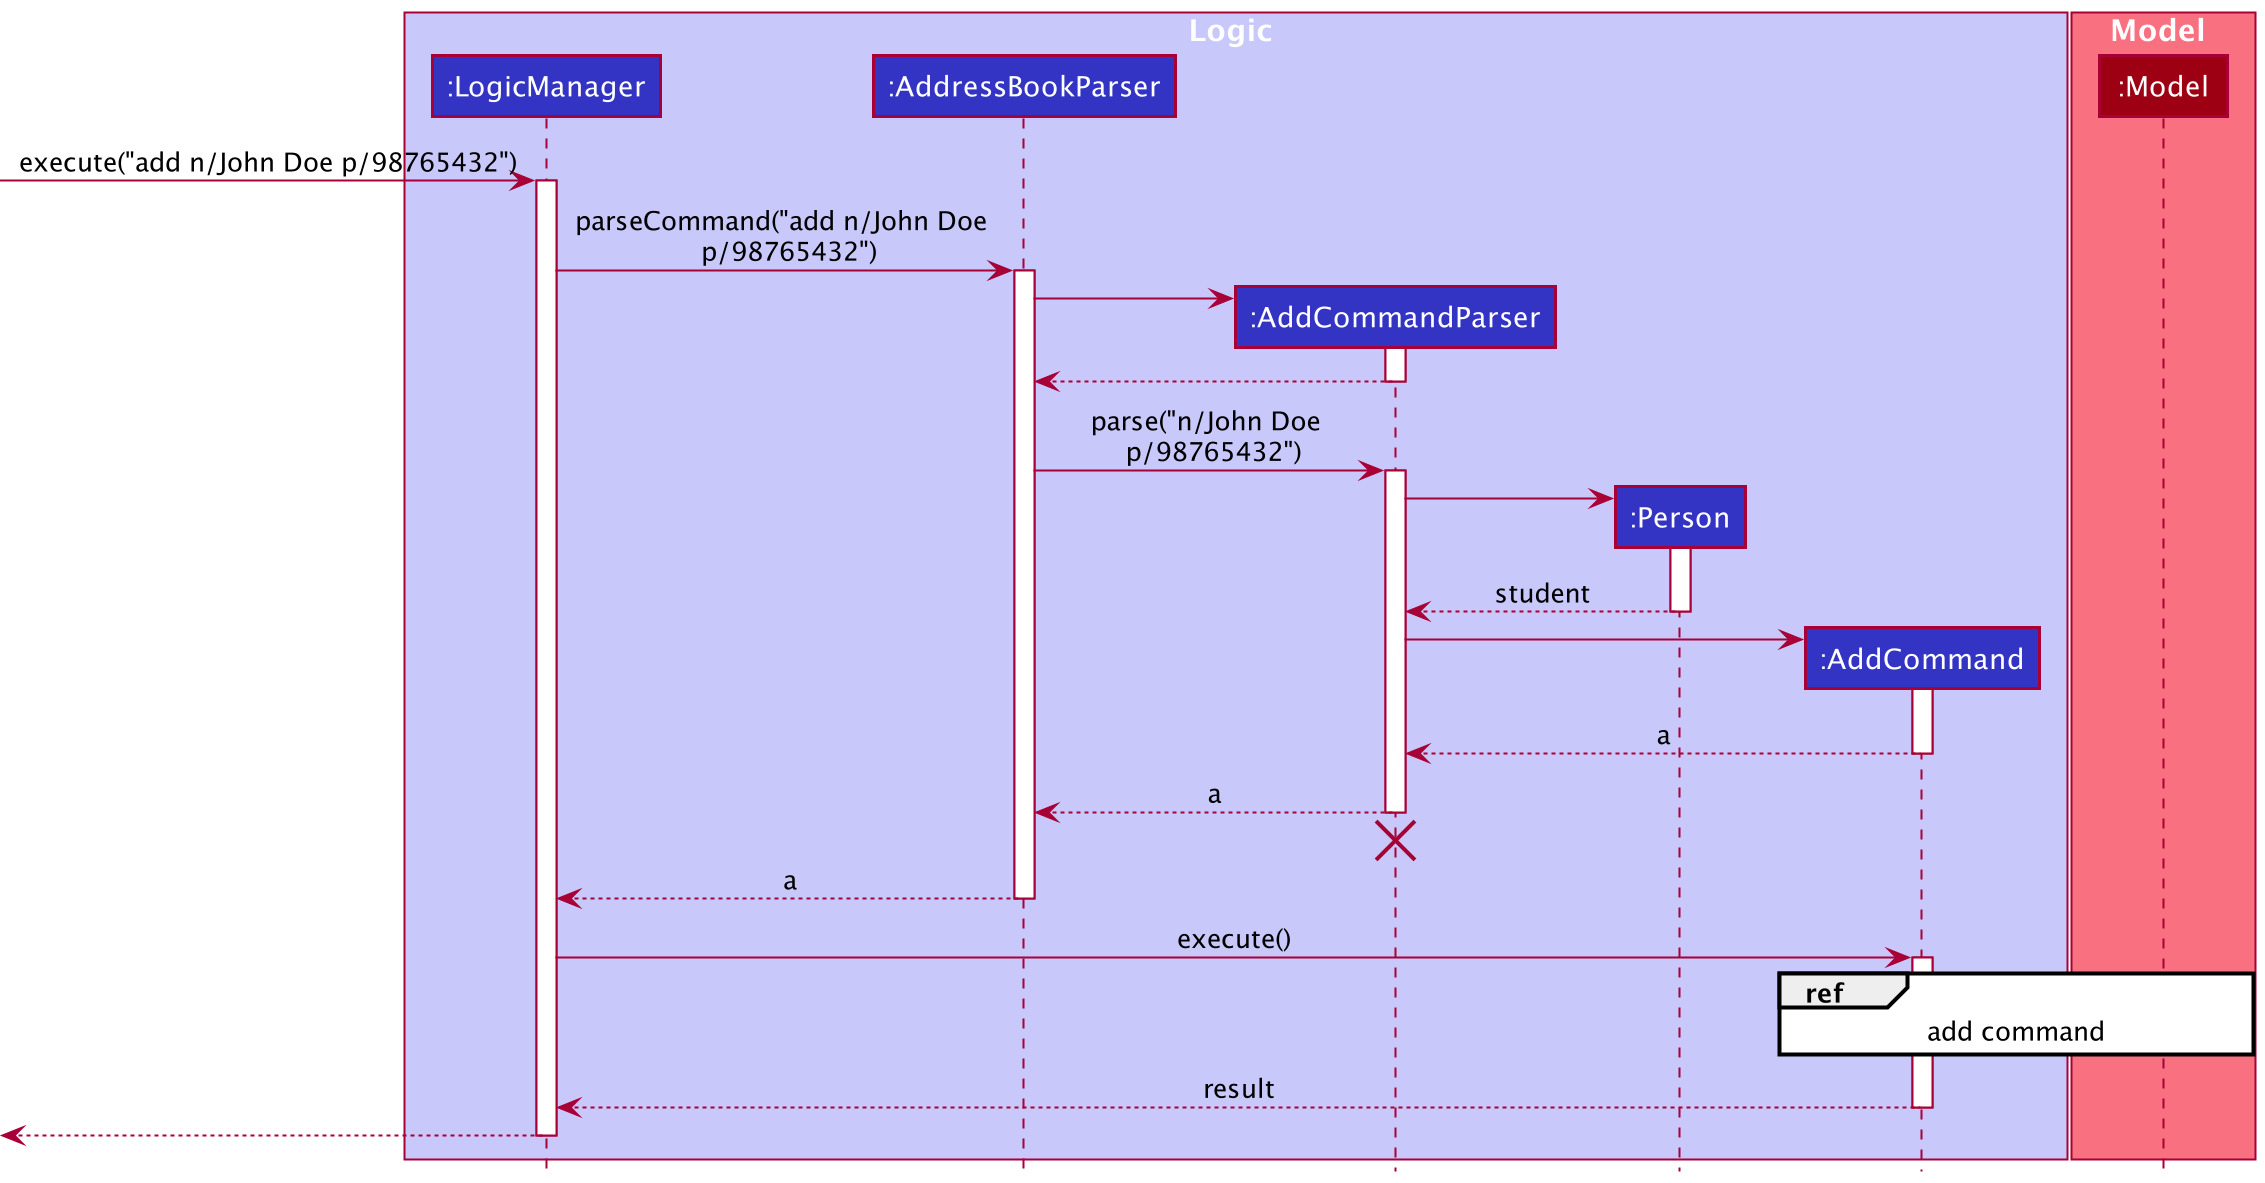 Logic
Model
:LogicManager
:AddressBookParser
:Model
execute("add n/John Doe p/98765432")
parseCommand("add n/John Doe
p/98765432")
:AddCommandParser
parse("n/John Doe
p/98765432")
:Person
student
:AddCommand
a
a
a
execute()
ref
add command
result